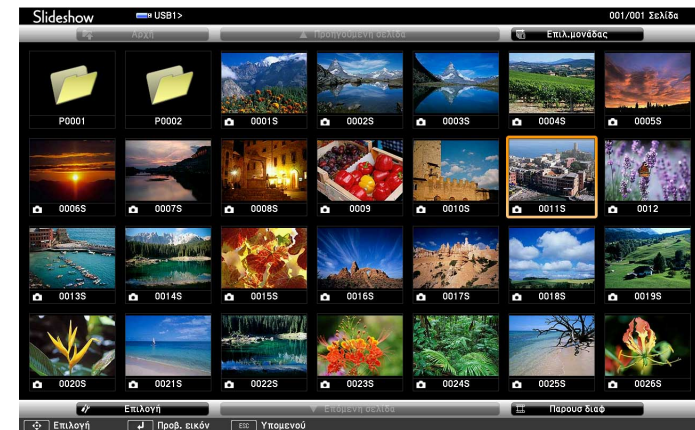 Slideshow USB1> 001/001 Σελίδα
Αρχή Προηγούμενη σελίδα Επιλ.μονάδας
P0001 P0002 0001S 0002S 0003S 0004S 0005S
0006S 0007S 0008S 0009 0010S 0011S 0012
0013S 0014S 0015S 0016S 0017S 0018S 0019S
0020S 0021S 0022S 0023S 0024S 0025S 0026S
Επιλογή Επόμενη σελίδα Παρουσ διαφ
Επιλογή Προβ. εικόν ESC Υπομενού